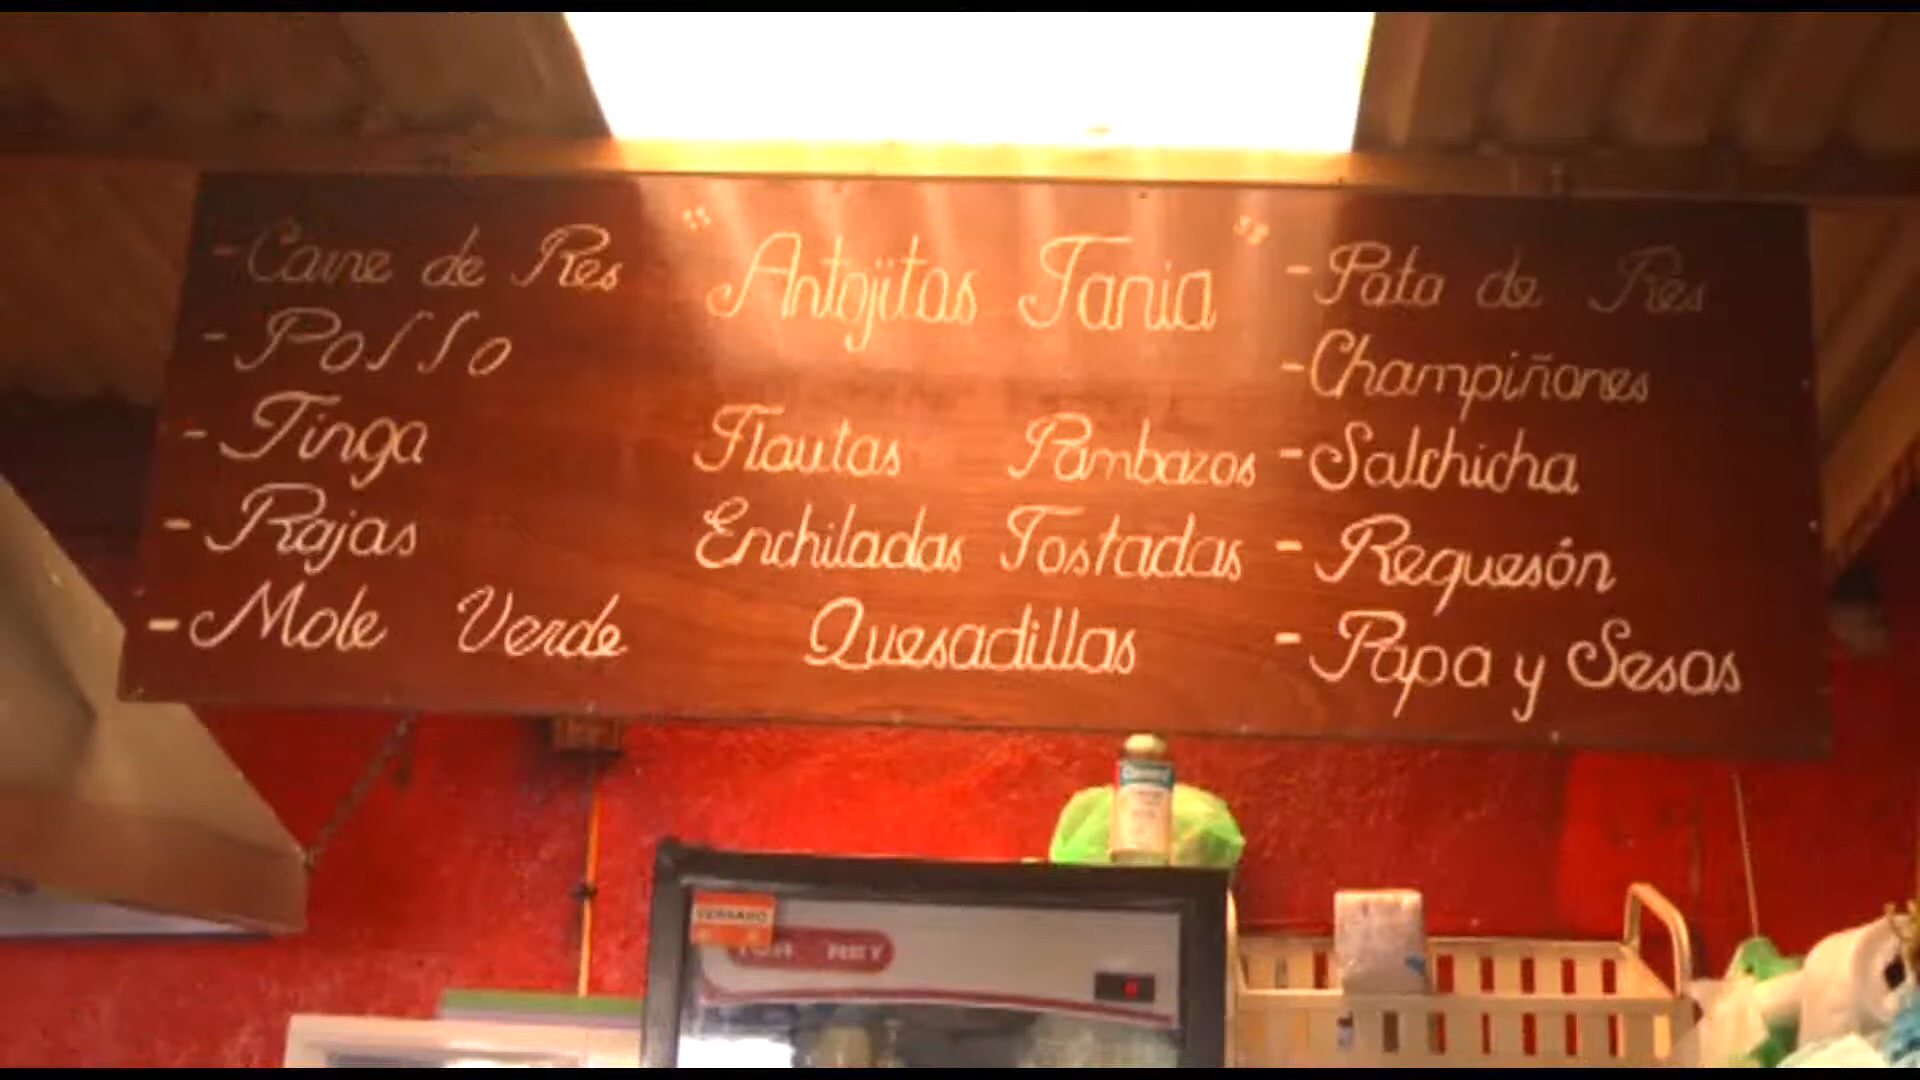 - Carne de Res
- Pollo
- Tinga
- Rajas
- Mole Verde
" Antojitos Tania "
Flautas Pambazos
Enchiladas Tostadas
Quesadillas
- Pata de Res
- Champiñones
- Salchicha
- Requesón
- Papa y Sesos
CERRADO